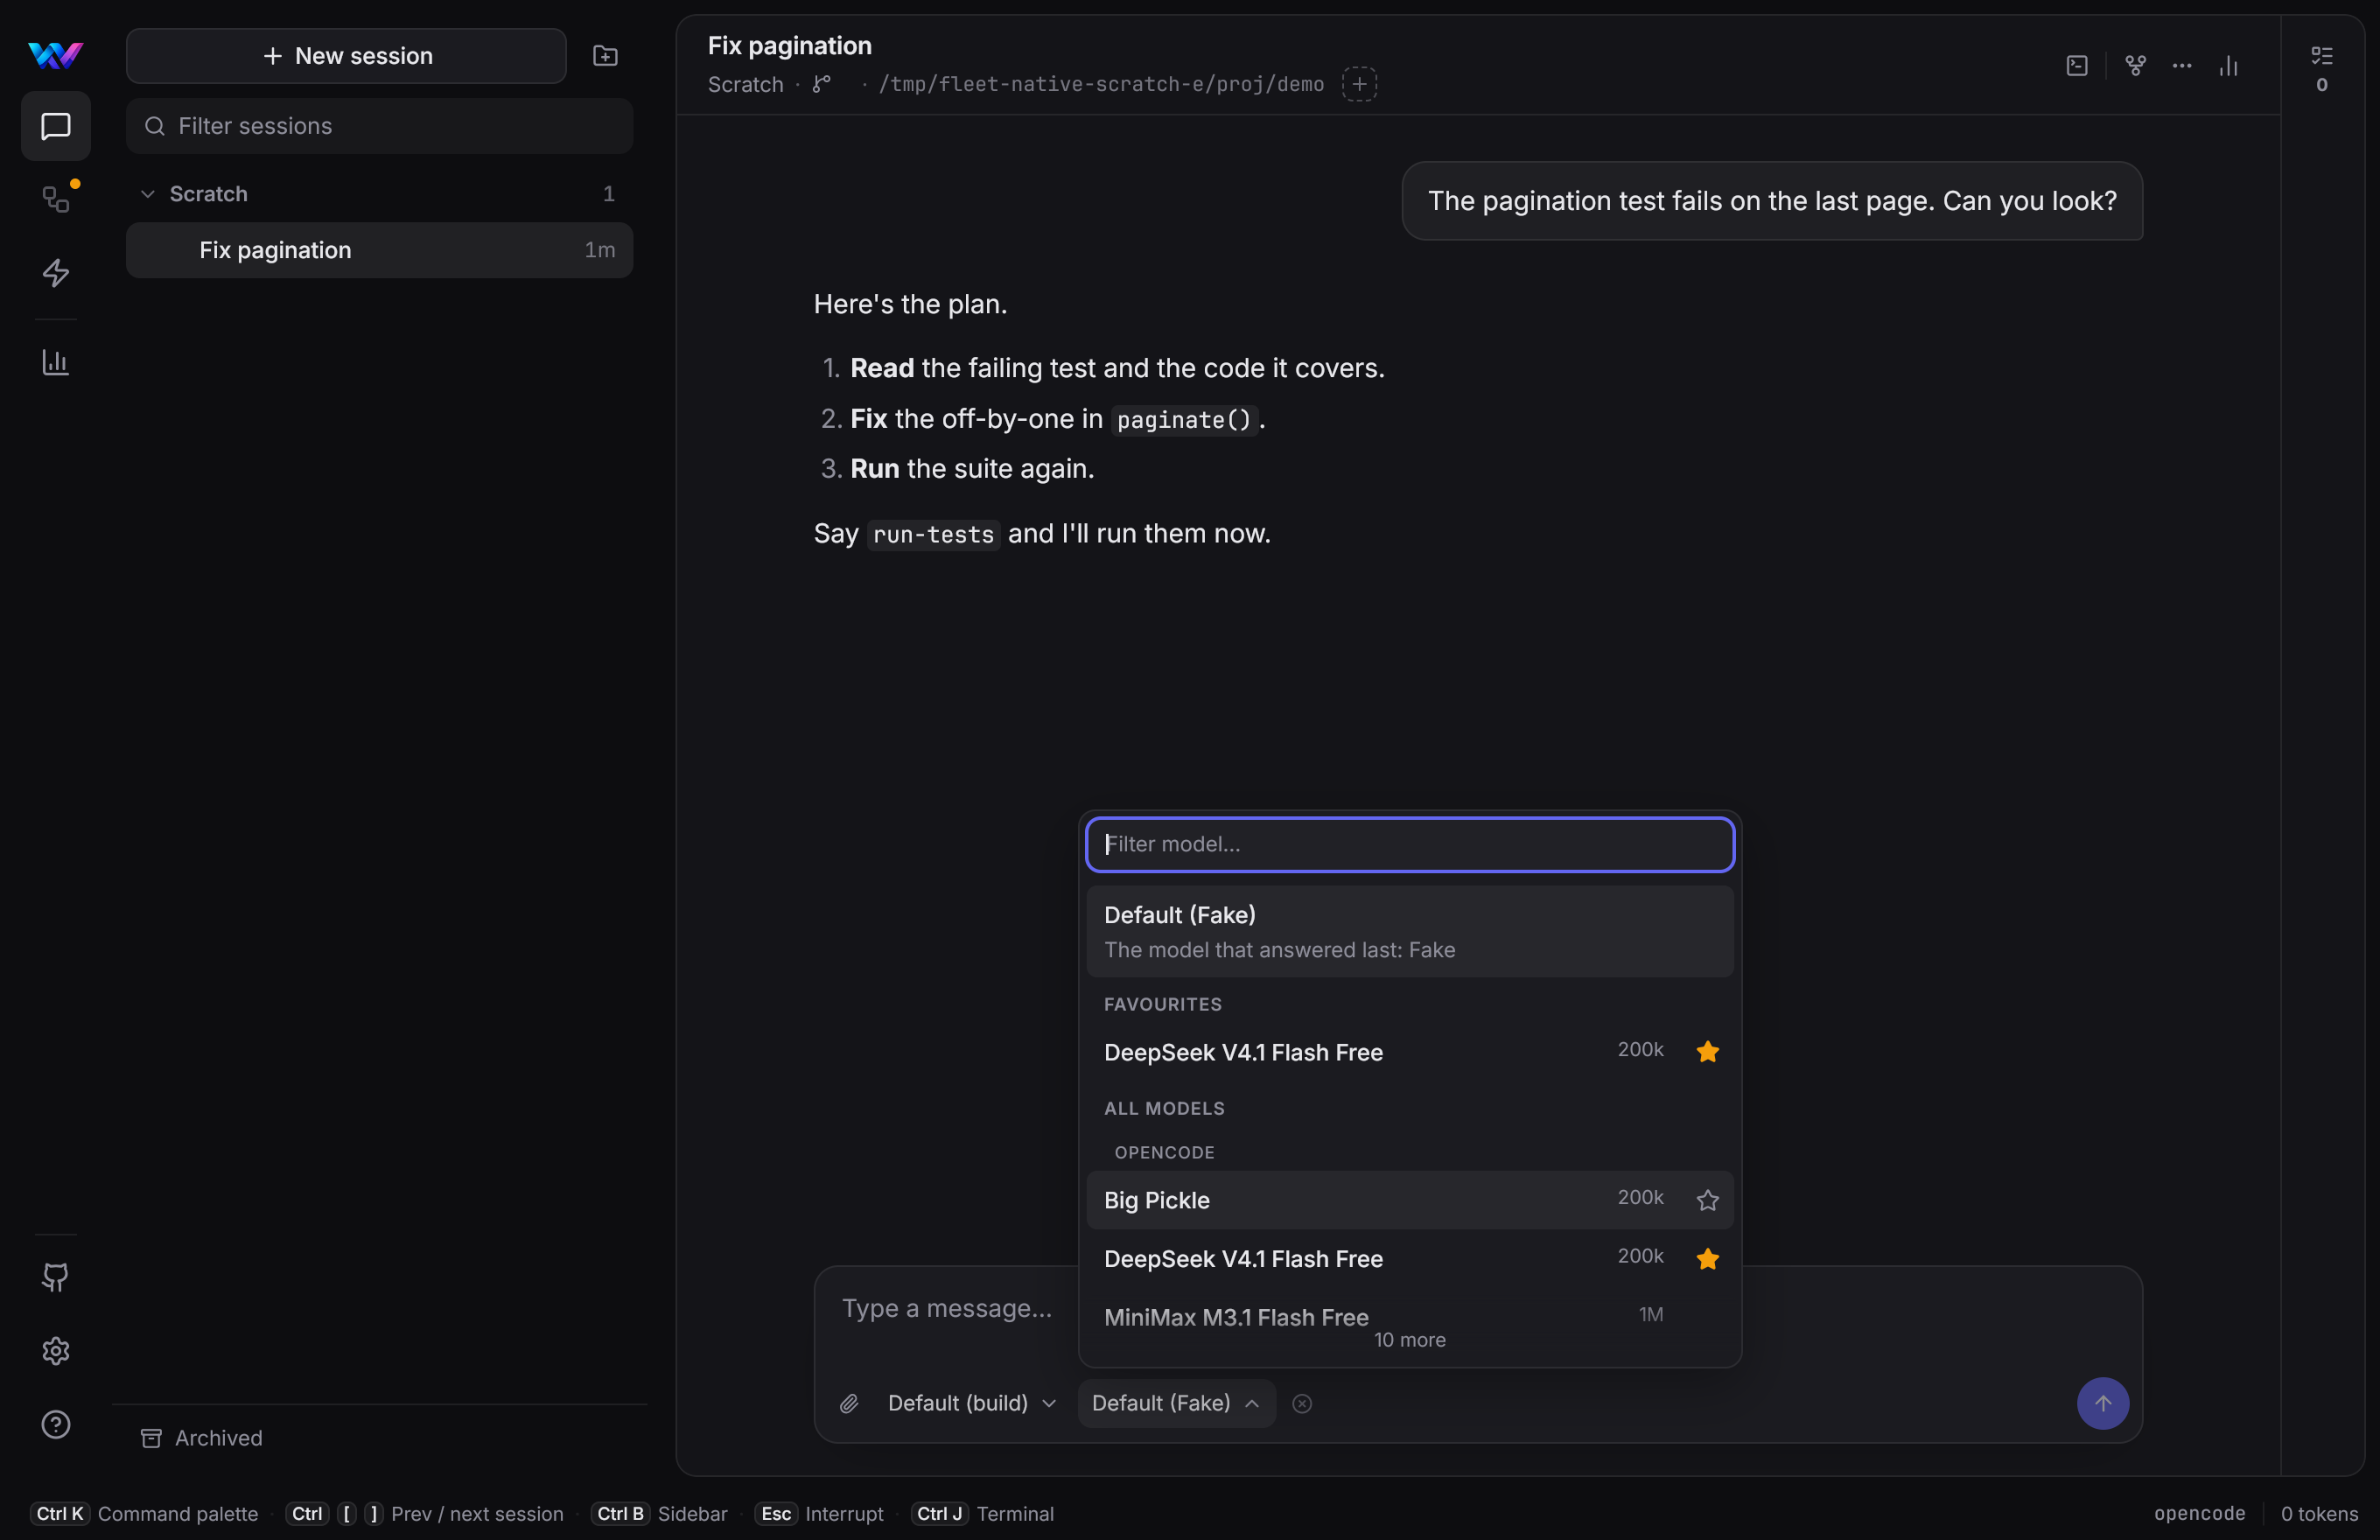 New session
Filter sessions
Scratch 1
Fix pagination 1m
Archived
Fix pagination
Scratch · · /tmp/fleet-native-scratch-e/proj/demo
0
The pagination test fails on the last page. Can you look?
Here's the plan.
1. Read the failing test and the code it covers.
2. Fix the off-by-one in paginate().
3. Run the suite again.
Say run-tests and I'll run them now.
Filter model...
Default (Fake)
The model that answered last: Fake
FAVOURITES
DeepSeek V4.1 Flash Free 200k
ALL MODELS
OPENCODE
Big Pickle 200k
DeepSeek V4.1 Flash Free 200k
MiniMax M3.1 Flash Free 1M
10 more
Type a message...
Default (build) Default (Fake)
Ctrl K Command palette · Ctrl [ ] Prev / next session · Ctrl B Sidebar · Esc Interrupt · Ctrl J Terminal
opencode 0 tokens